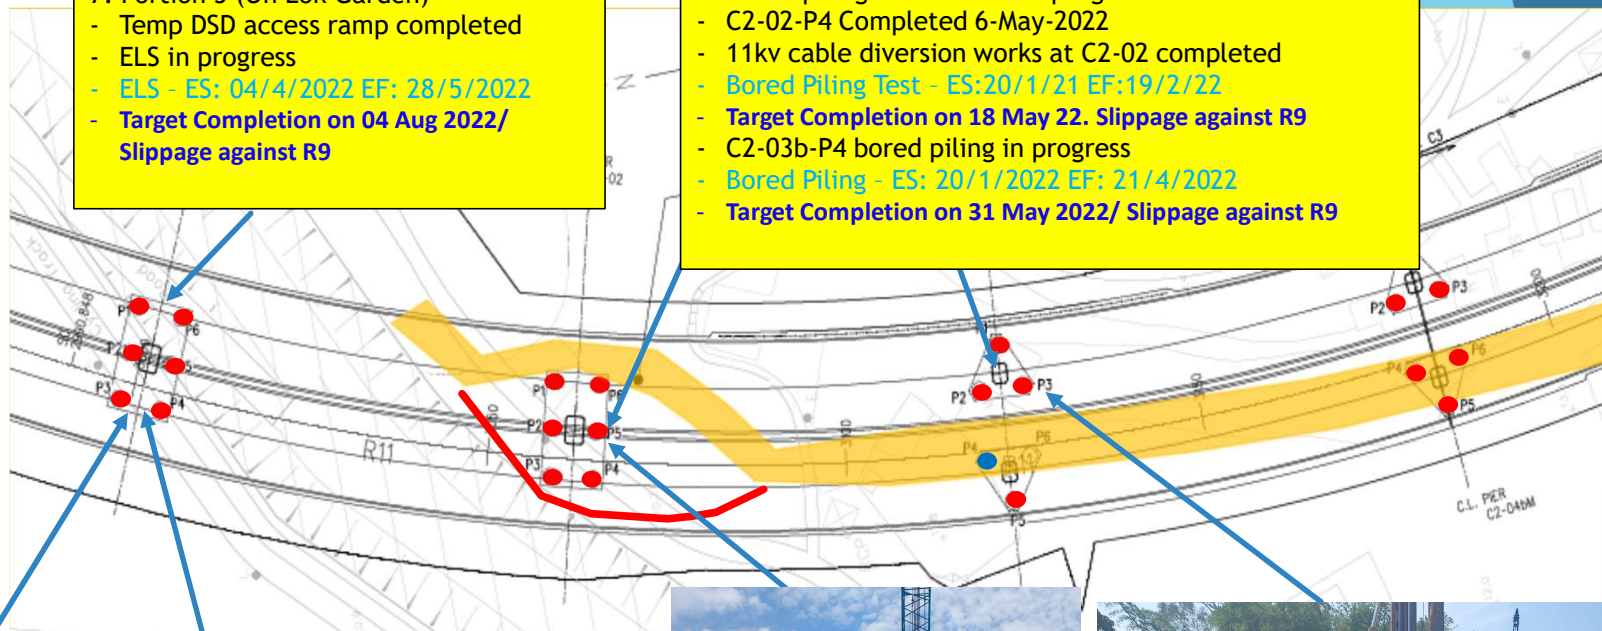 - Temp DSD access ramp completed
- ELS in progress
- ELS – ES: 04/4/2022 EF: 28/5/2022
- Target Completion on 04 Aug 2022/
Slippage against R9
- C2-02-P4 Completed 6-May-2022
- 11kv cable diversion works at C2-02 completed
- Bored Piling Test – ES:20/1/21 EF:19/2/22
- Target Completion on 18 May 22. Slippage against R9
- C2-03b-P4 bored piling in progress
- Bored Piling – ES: 20/1/2022 EF: 21/4/2022
- Target Completion on 31 May 2022/ Slippage against R9
N
-02
C3
P1
P6
P3
P4
R11
P1
P2
P5
P3
P4
P2
P3
P4
P6
P2
P3
P4
P6
P5
C.L. PIER
C2-04bM